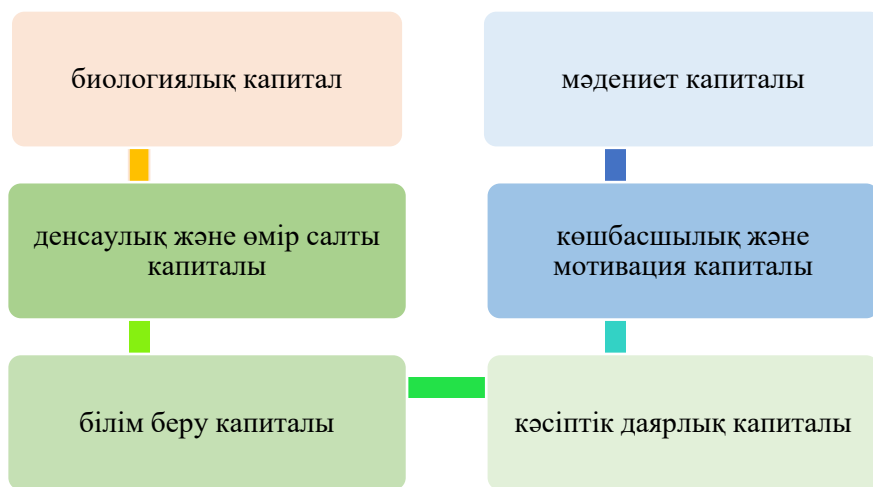 биологиялық капитал
денсаулық және өмір салты
капиталы
білім беру капиталы
кәсіптік даярлық капиталы
көшбасшылық және
мотивация капиталы
мәдениет капиталы